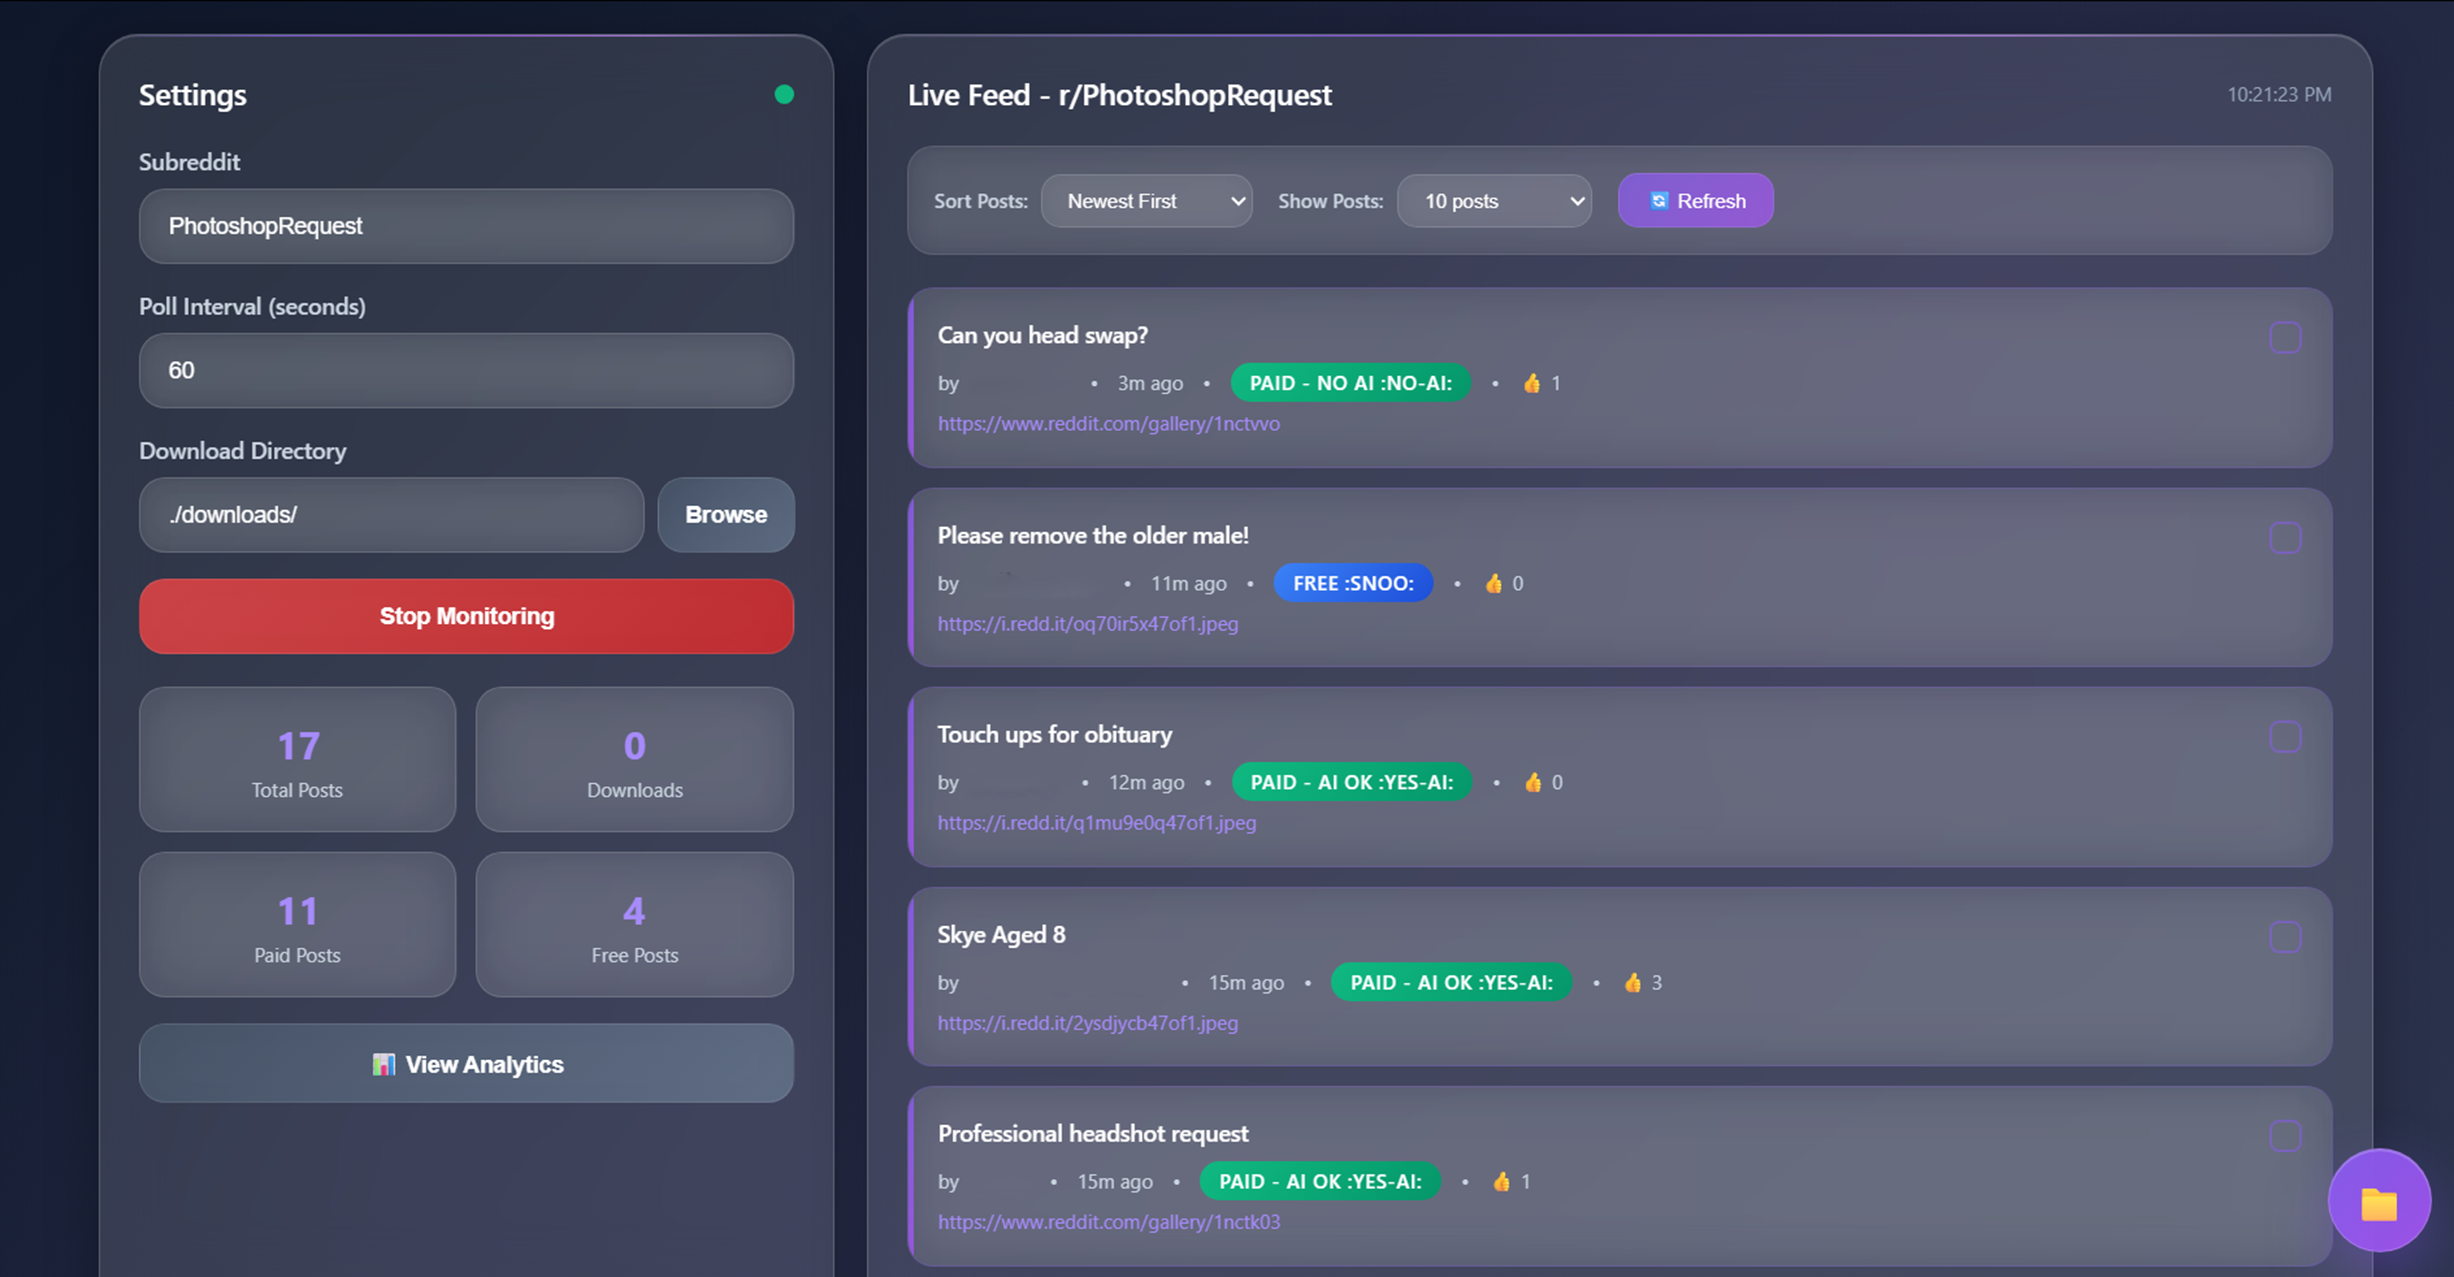 Settings
Subreddit
PhotoshopRequest
Poll Interval (seconds)
60
Download Directory
./downloads/
Browse
Stop Monitoring
17
Total Posts
0
Downloads
11
Paid Posts
4
Free Posts
View Analytics
Live Feed - r/PhotoshopRequest
10:21:23 PM
Sort Posts: Newest First Show Posts: 10 posts Refresh
Can you head swap?
by • 3m ago • PAID - NO AI :NO-AI: • 👍 1
https://www.reddit.com/gallery/1nctvvo
Please remove the older male!
by • 11m ago • FREE :SNOO: • 👍 0
https://i.redd.it/oq70ir5x47of1.jpeg
Touch ups for obituary
by • 12m ago • PAID - AI OK :YES-AI: • 👍 0
https://i.redd.it/q1mu9e0q47of1.jpeg
Skye Aged 8
by • 15m ago • PAID - AI OK :YES-AI: • 👍 3
https://i.redd.it/2ysdjycb47of1.jpeg
Professional headshot request
by • 15m ago • PAID - AI OK :YES-AI: • 👍 1
https://www.reddit.com/gallery/1nctk03